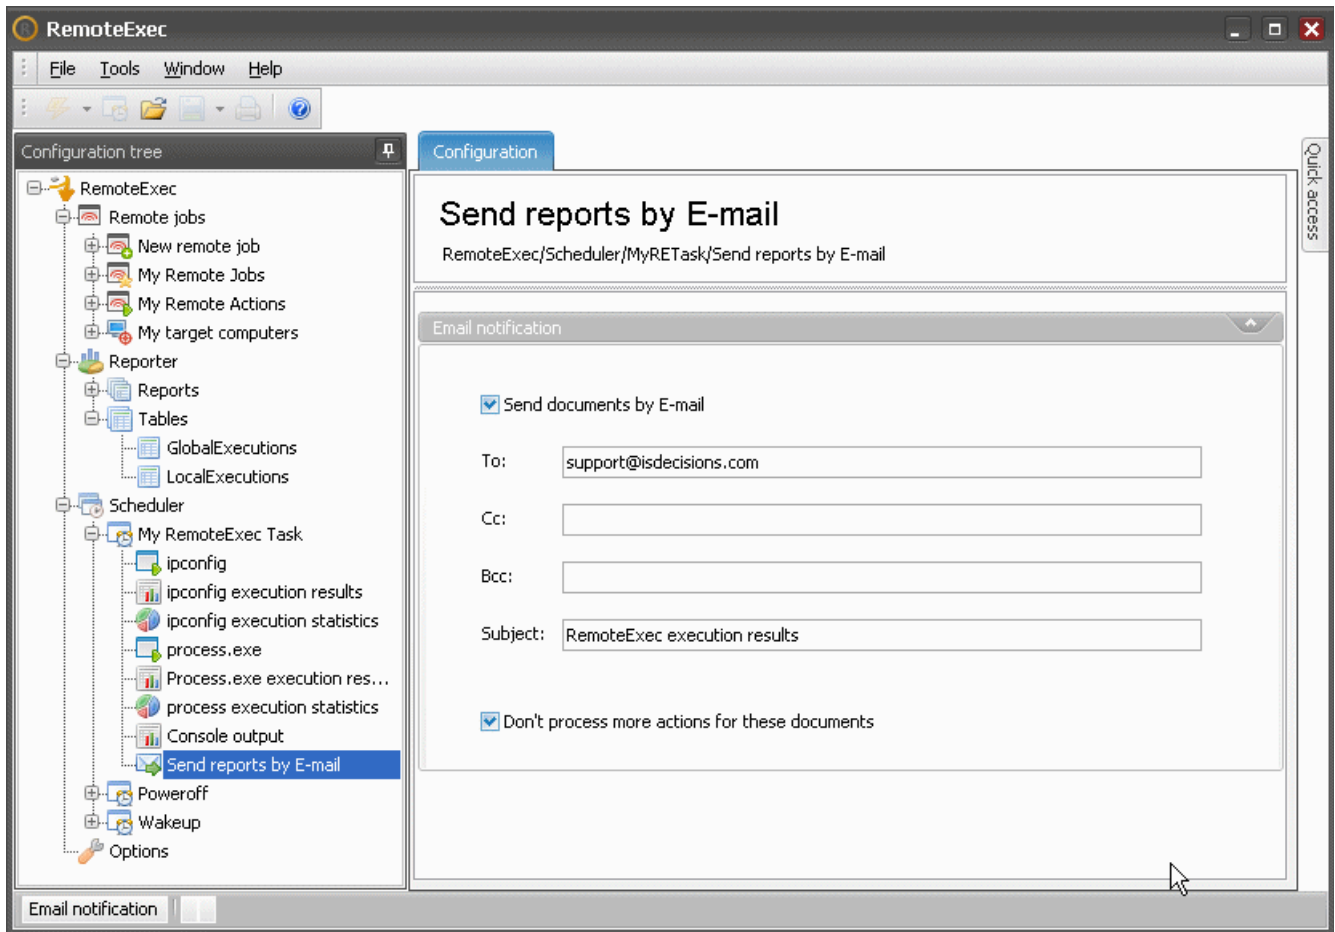 RemoteExec
File Tools Window Help
Configuration tree
RemoteExec
Remote jobs
New remote job
My Remote Jobs
My Remote Actions
My target computers
Reporter
Reports
Tables
GlobalExecutions
LocalExecutions
Scheduler
My RemoteExec Task
ipconfig
ipconfig execution results
ipconfig execution statistics
process.exe
Process.exe execution res...
process execution statistics
Console output
Send reports by E-mail
Poweroff
Wakeup
Options
Configuration
Send reports by E-mail
RemoteExec/Scheduler/MyRETask/Send reports by E-mail
Email notification
Send documents by E-mail
To: support@isdecisions.com
Cc:
Bcc:
Subject: RemoteExec execution results
Don't process more actions for these documents
Quick access
Email notification